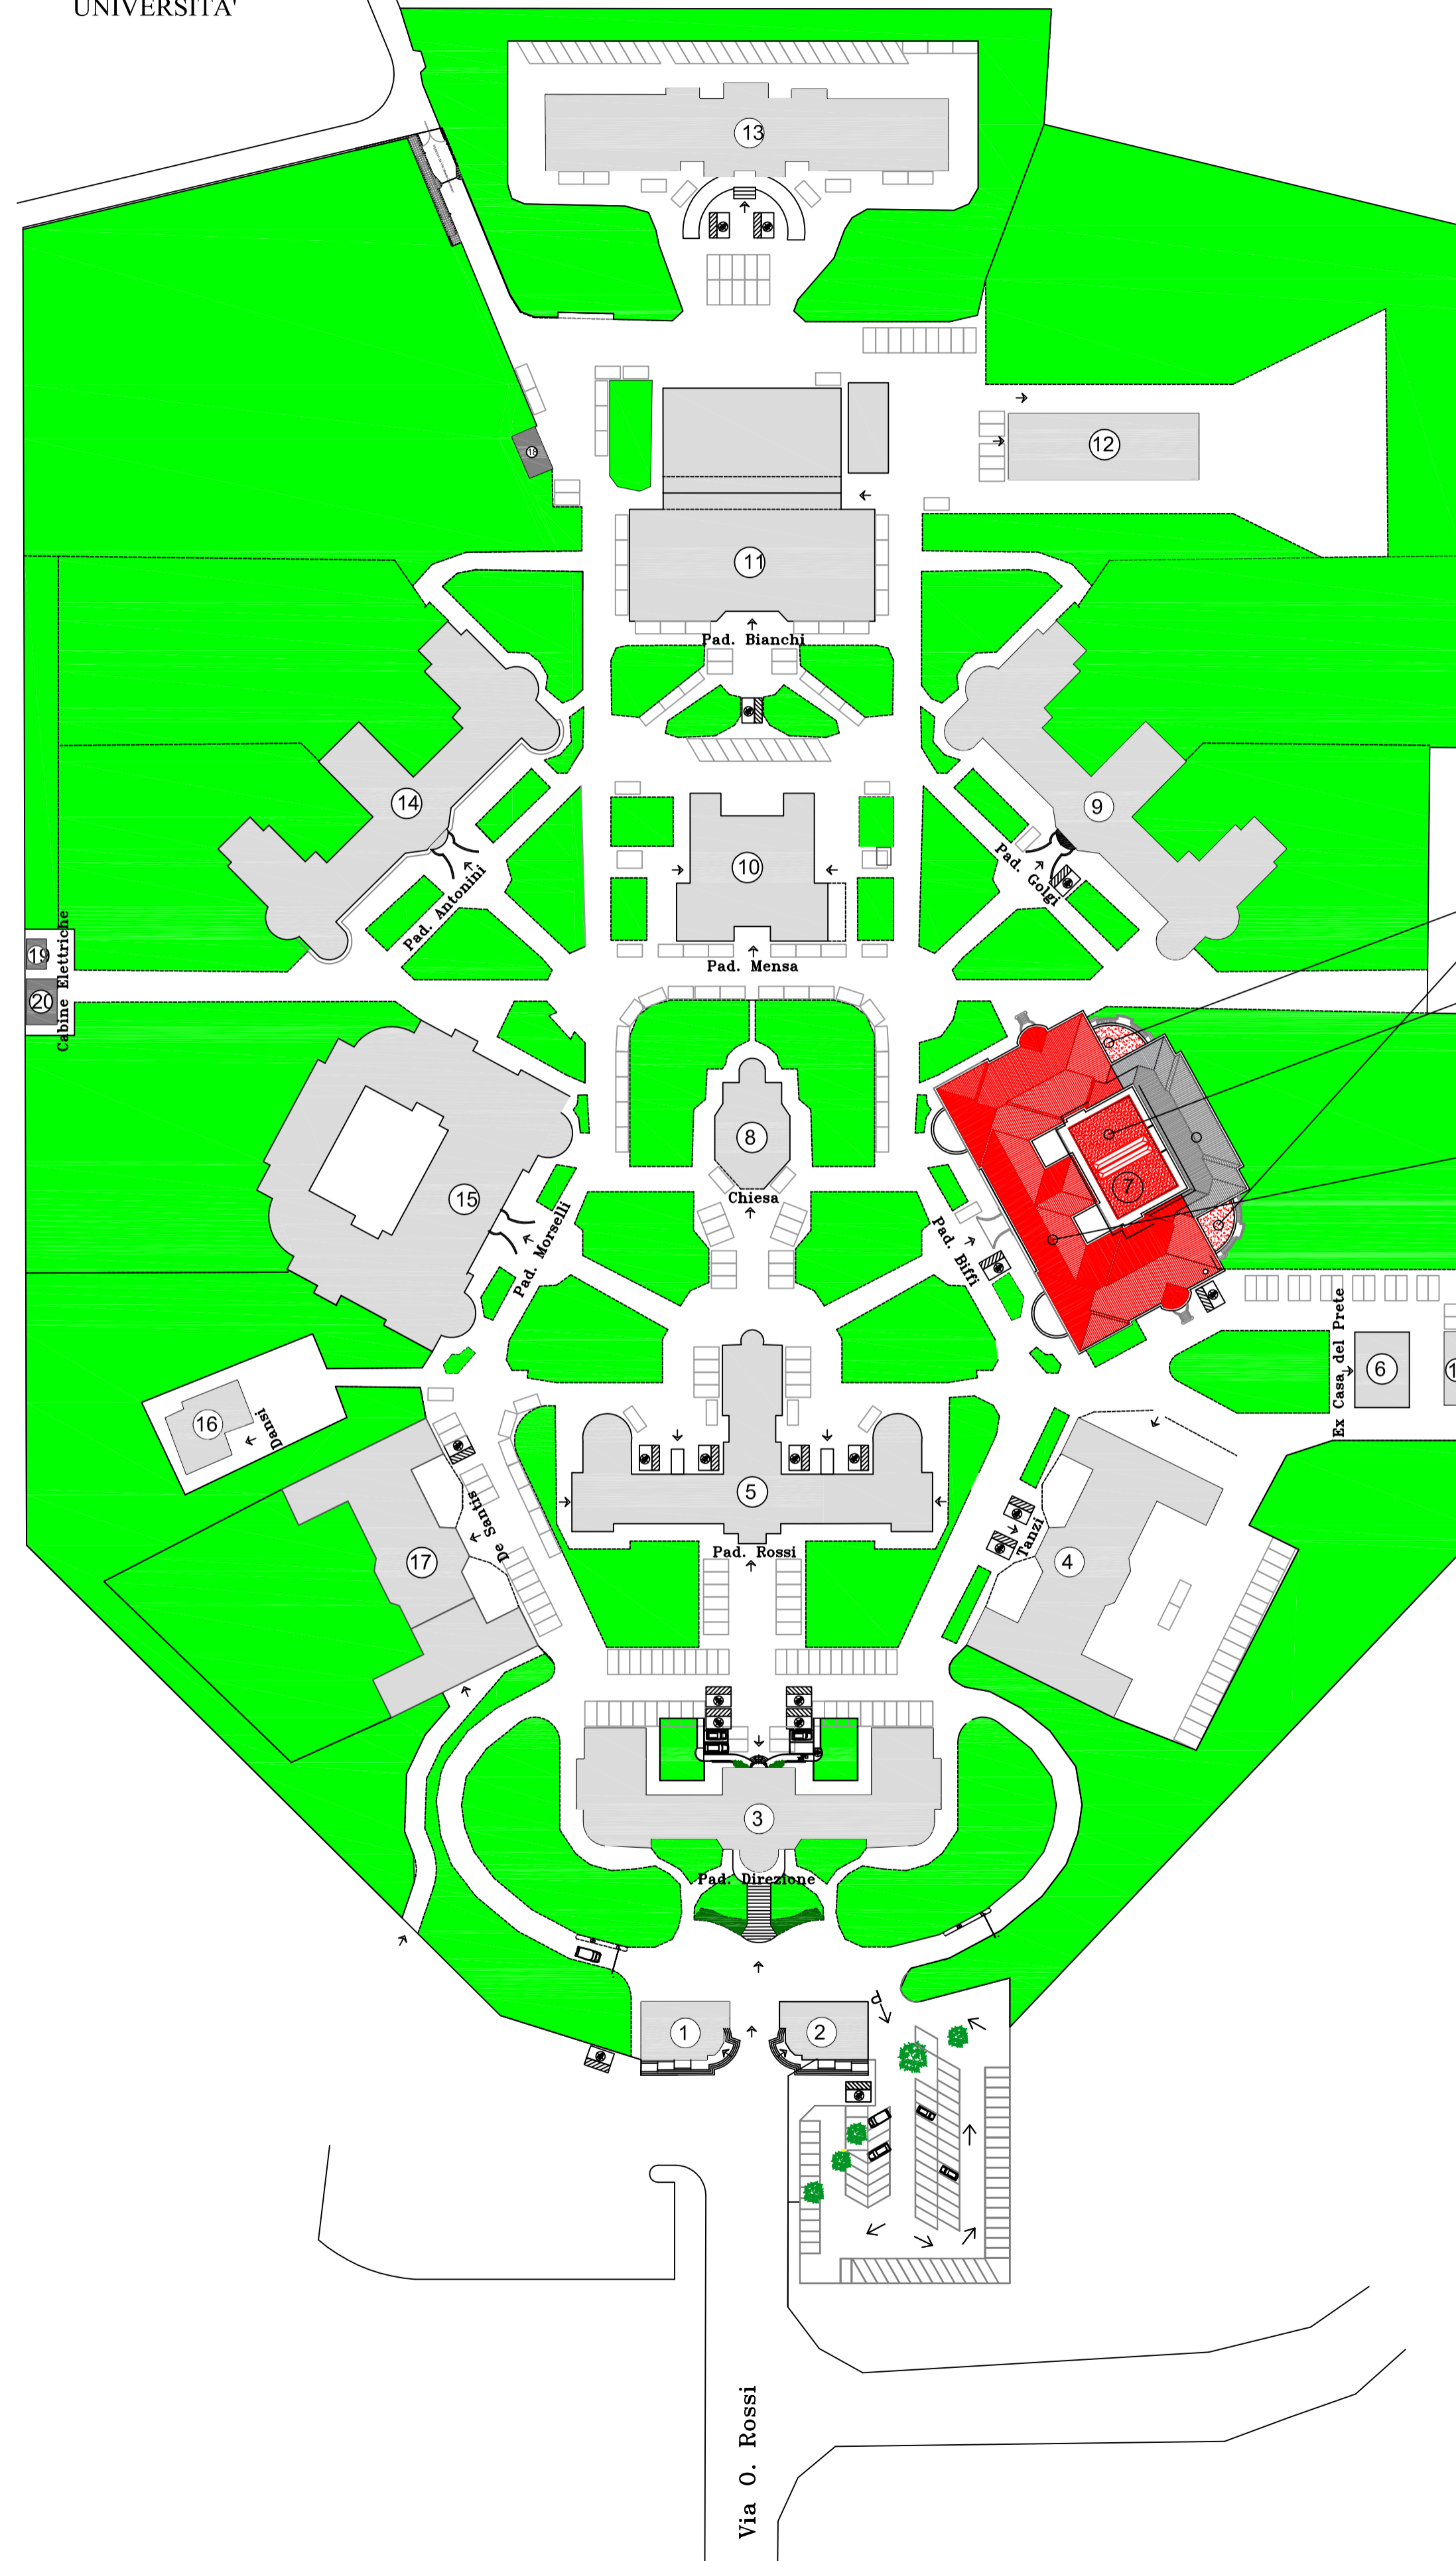 UNIVERSITA'
13
12
18
11
Pad. Bianchi
14
9
10
Pad. Antonini
Pad. Golgi
Pad. Mensa
19
20
Cabine Elettriche
8
Chiesa
7
15
Pad. Morselli
Pad. Biffi
Ex Casa del Prete
6
16
Dansi
5
Pad. Rossi
De Santis
17
Tanzi
4
3
Pad. Direzione
P
1
2
Via O. Rossi